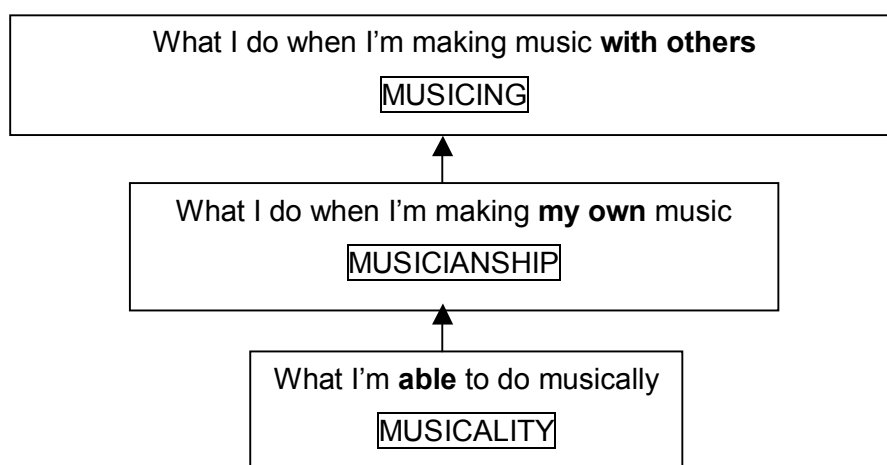 What I do when I'm making music with others
MUSICING
What I do when I'm making my own music
MUSICIANSHIP
What I'm able to do musically
MUSICALITY